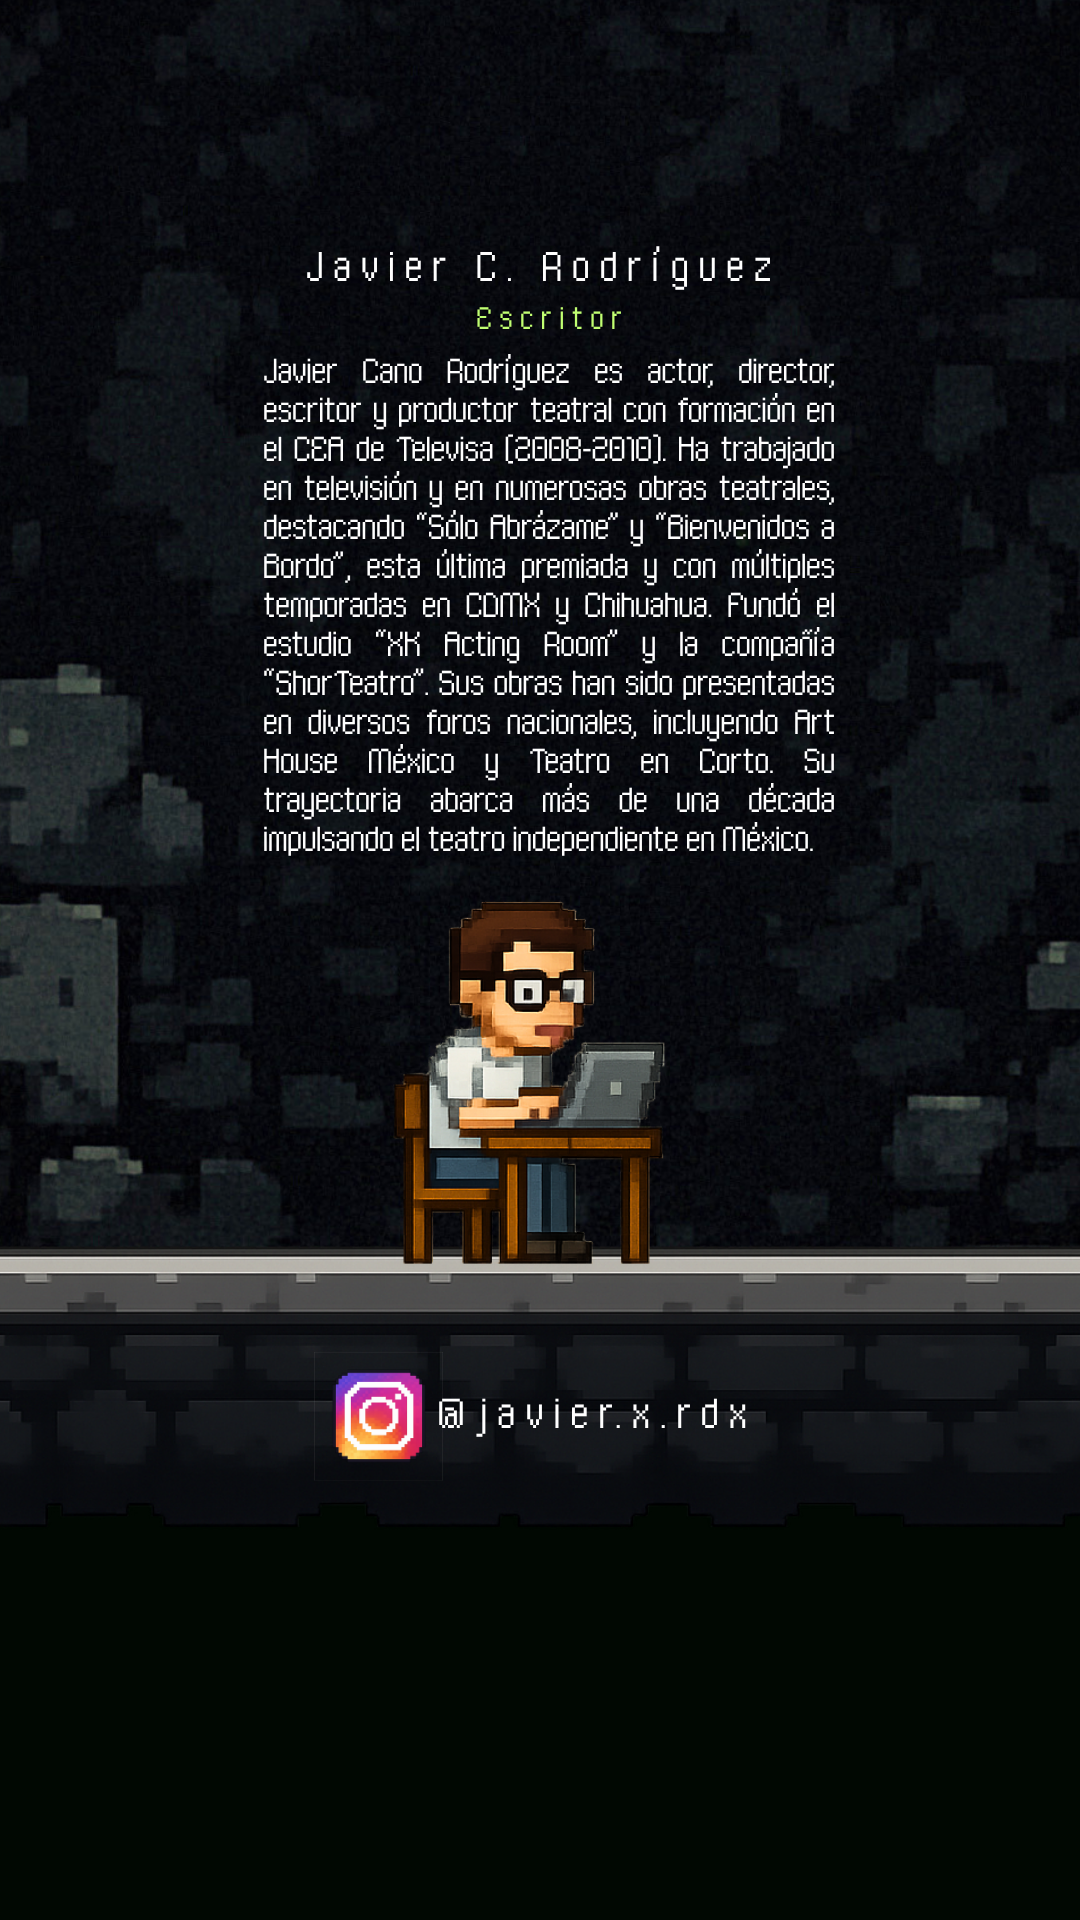 Javier C. Rodríguez
Escritor
Javier Cano Rodríguez es actor, director,
escritor y productor teatral con formación en
el CEA de Televisa (2008-2010). Ha trabajado
en televisión y en numerosas obras teatrales,
destacando “Sólo Abrázame” y “Bienvenidos a
Bordo”, esta última premiada y con múltiples
temporadas en CDMX y Chihuahua. Fundó el
estudio “XK Acting Room” y la compañía
“ShorTeatro”. Sus obras han sido presentadas
en diversos foros nacionales, incluyendo Art
House México y Teatro en Corto. Su
trayectoria abarca más de una década
impulsando el teatro independiente en México.
@javier.x.rdx